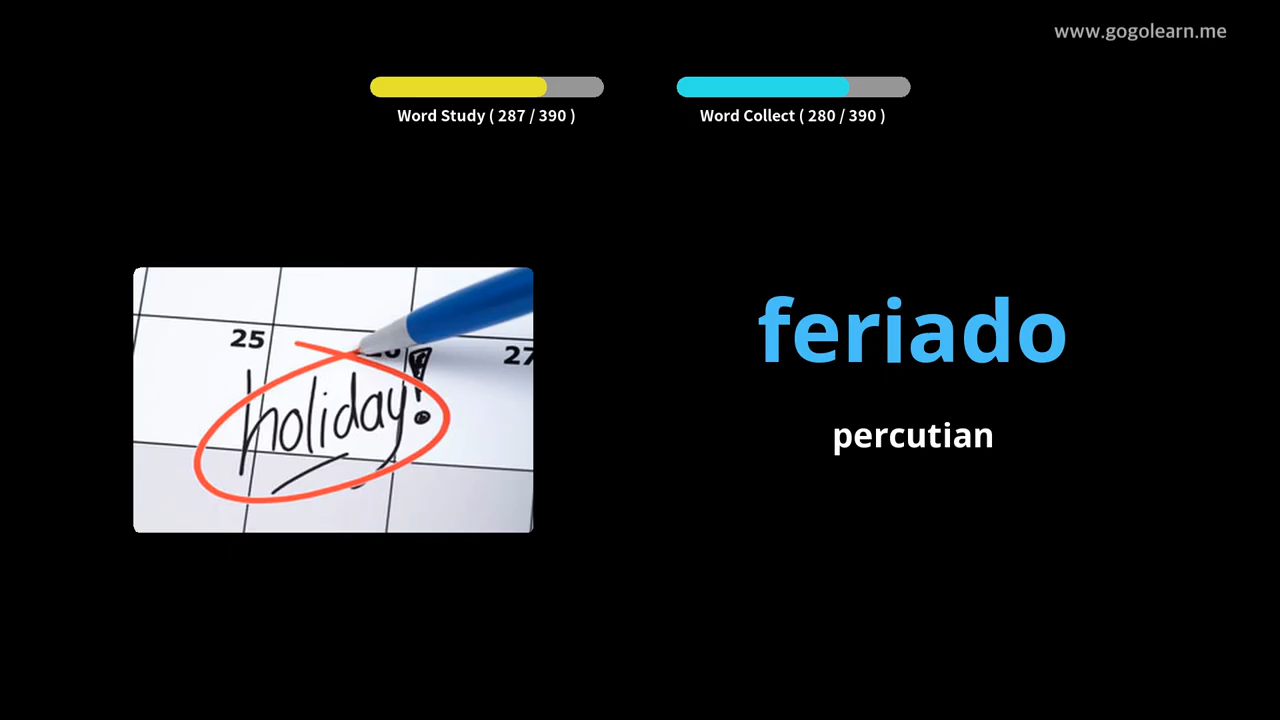 www.gogolearn.me
Word Study ( 287 / 390 )
Word Collect ( 280 / 390 )
25
27
holiday!
feriado
percutian